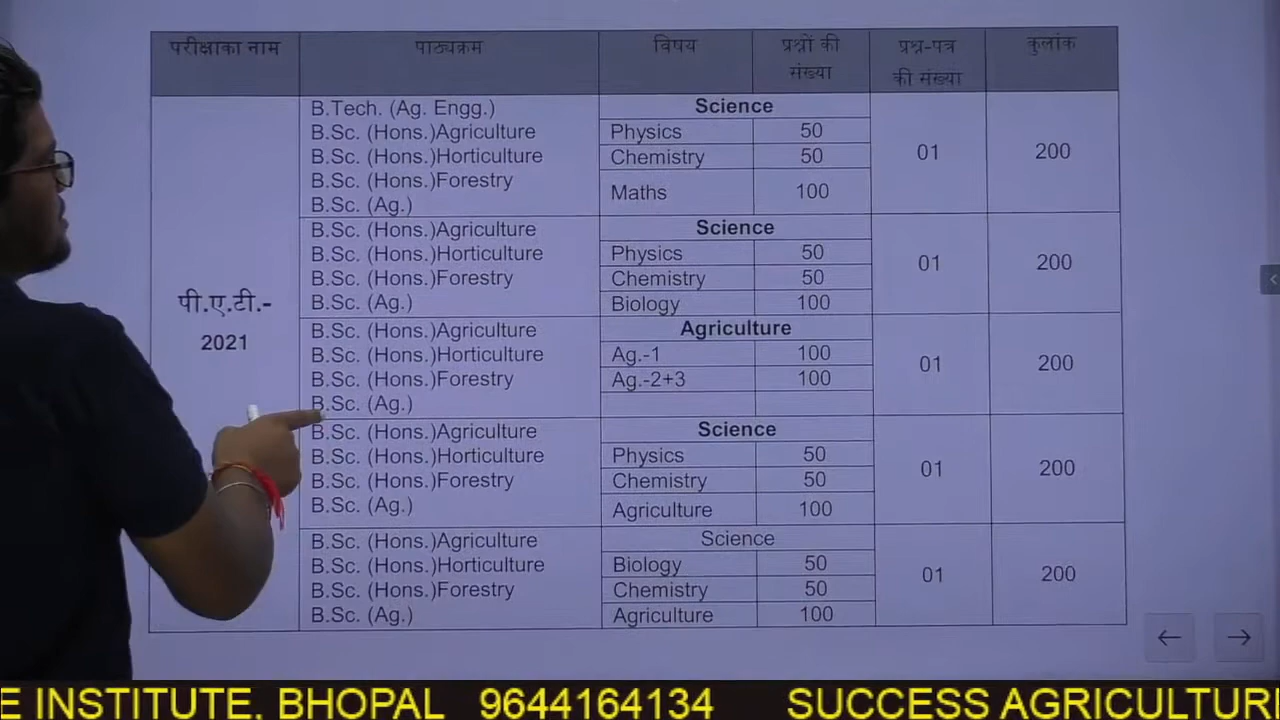 परीक्षाका नाम पाठ्यक्रम विषय प्रश्नों की संख्या प्रश्न-पत्र की संख्या कुलांक
पी.ए.टी.-
2021
B.Tech. (Ag. Engg.) Science
B.Sc. (Hons.)Agriculture Physics 50
B.Sc. (Hons.)Horticulture Chemistry 50 01 200
B.Sc. (Hons.)Forestry Maths 100
B.Sc. (Ag.)
B.Sc. (Hons.)Agriculture Science
B.Sc. (Hons.)Horticulture Physics 50 01 200
B.Sc. (Hons.)Forestry Chemistry 50
B.Sc. (Ag.) Biology 100
B.Sc. (Hons.)Agriculture Agriculture
B.Sc. (Hons.)Horticulture Ag.-1 100 01 200
B.Sc. (Hons.)Forestry Ag.-2+3 100
B.Sc. (Ag.)
B.Sc. (Hons.)Agriculture Science
B.Sc. (Hons.)Horticulture Physics 50 01 200
B.Sc. (Hons.)Forestry Chemistry 50
B.Sc. (Ag.) Agriculture 100
B.Sc. (Hons.)Agriculture Science
B.Sc. (Hons.)Horticulture Biology 50 01 200
B.Sc. (Hons.)Forestry Chemistry 50
B.Sc. (Ag.) Agriculture 100
E INSTITUTE, BHOPAL 9644164134 SUCCESS AGRICULTUR